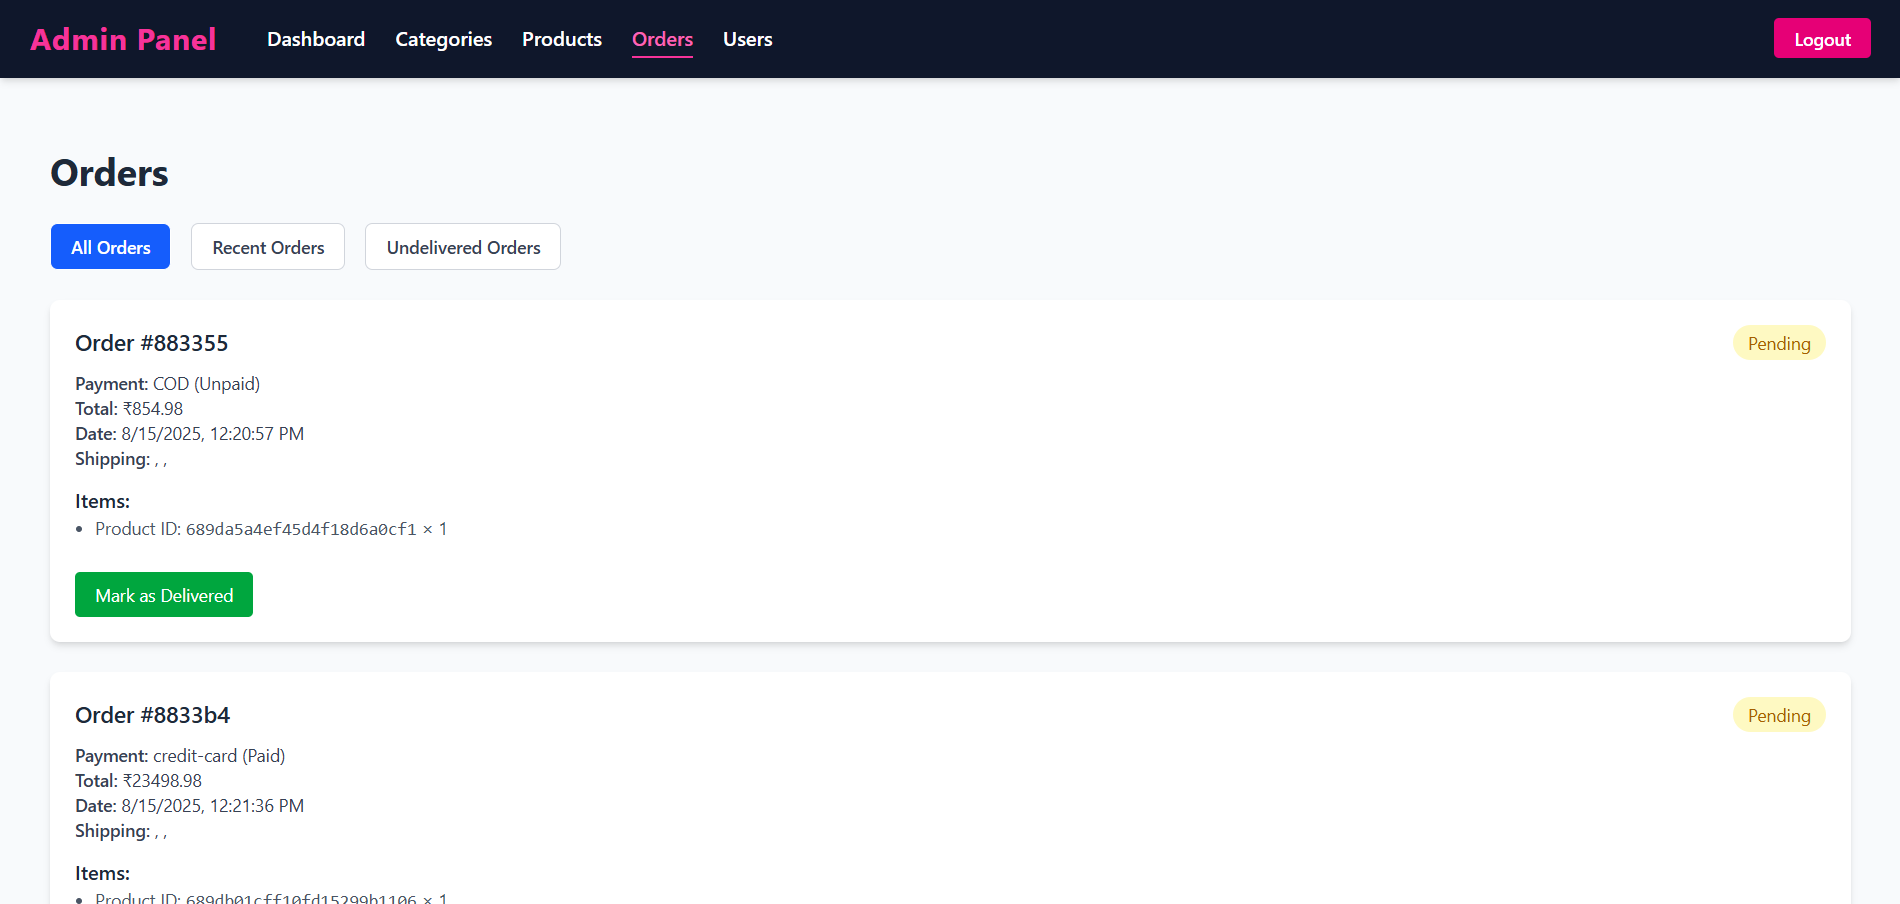 Admin Panel Dashboard Categories Products Orders Users Logout
Orders
All Orders Recent Orders Undelivered Orders
Order #883355 Pending
Payment: COD (Unpaid)
Total: ₹854.98
Date: 8/15/2025, 12:20:57 PM
Shipping: , ,
Items:
• Product ID: 689da5a4ef45d4f18d6a0cf1 × 1
Mark as Delivered
Order #8833b4 Pending
Payment: credit-card (Paid)
Total: ₹23498.98
Date: 8/15/2025, 12:21:36 PM
Shipping: , ,
Items:
• Product ID: 689db01cff10fd15299b1106 × 1